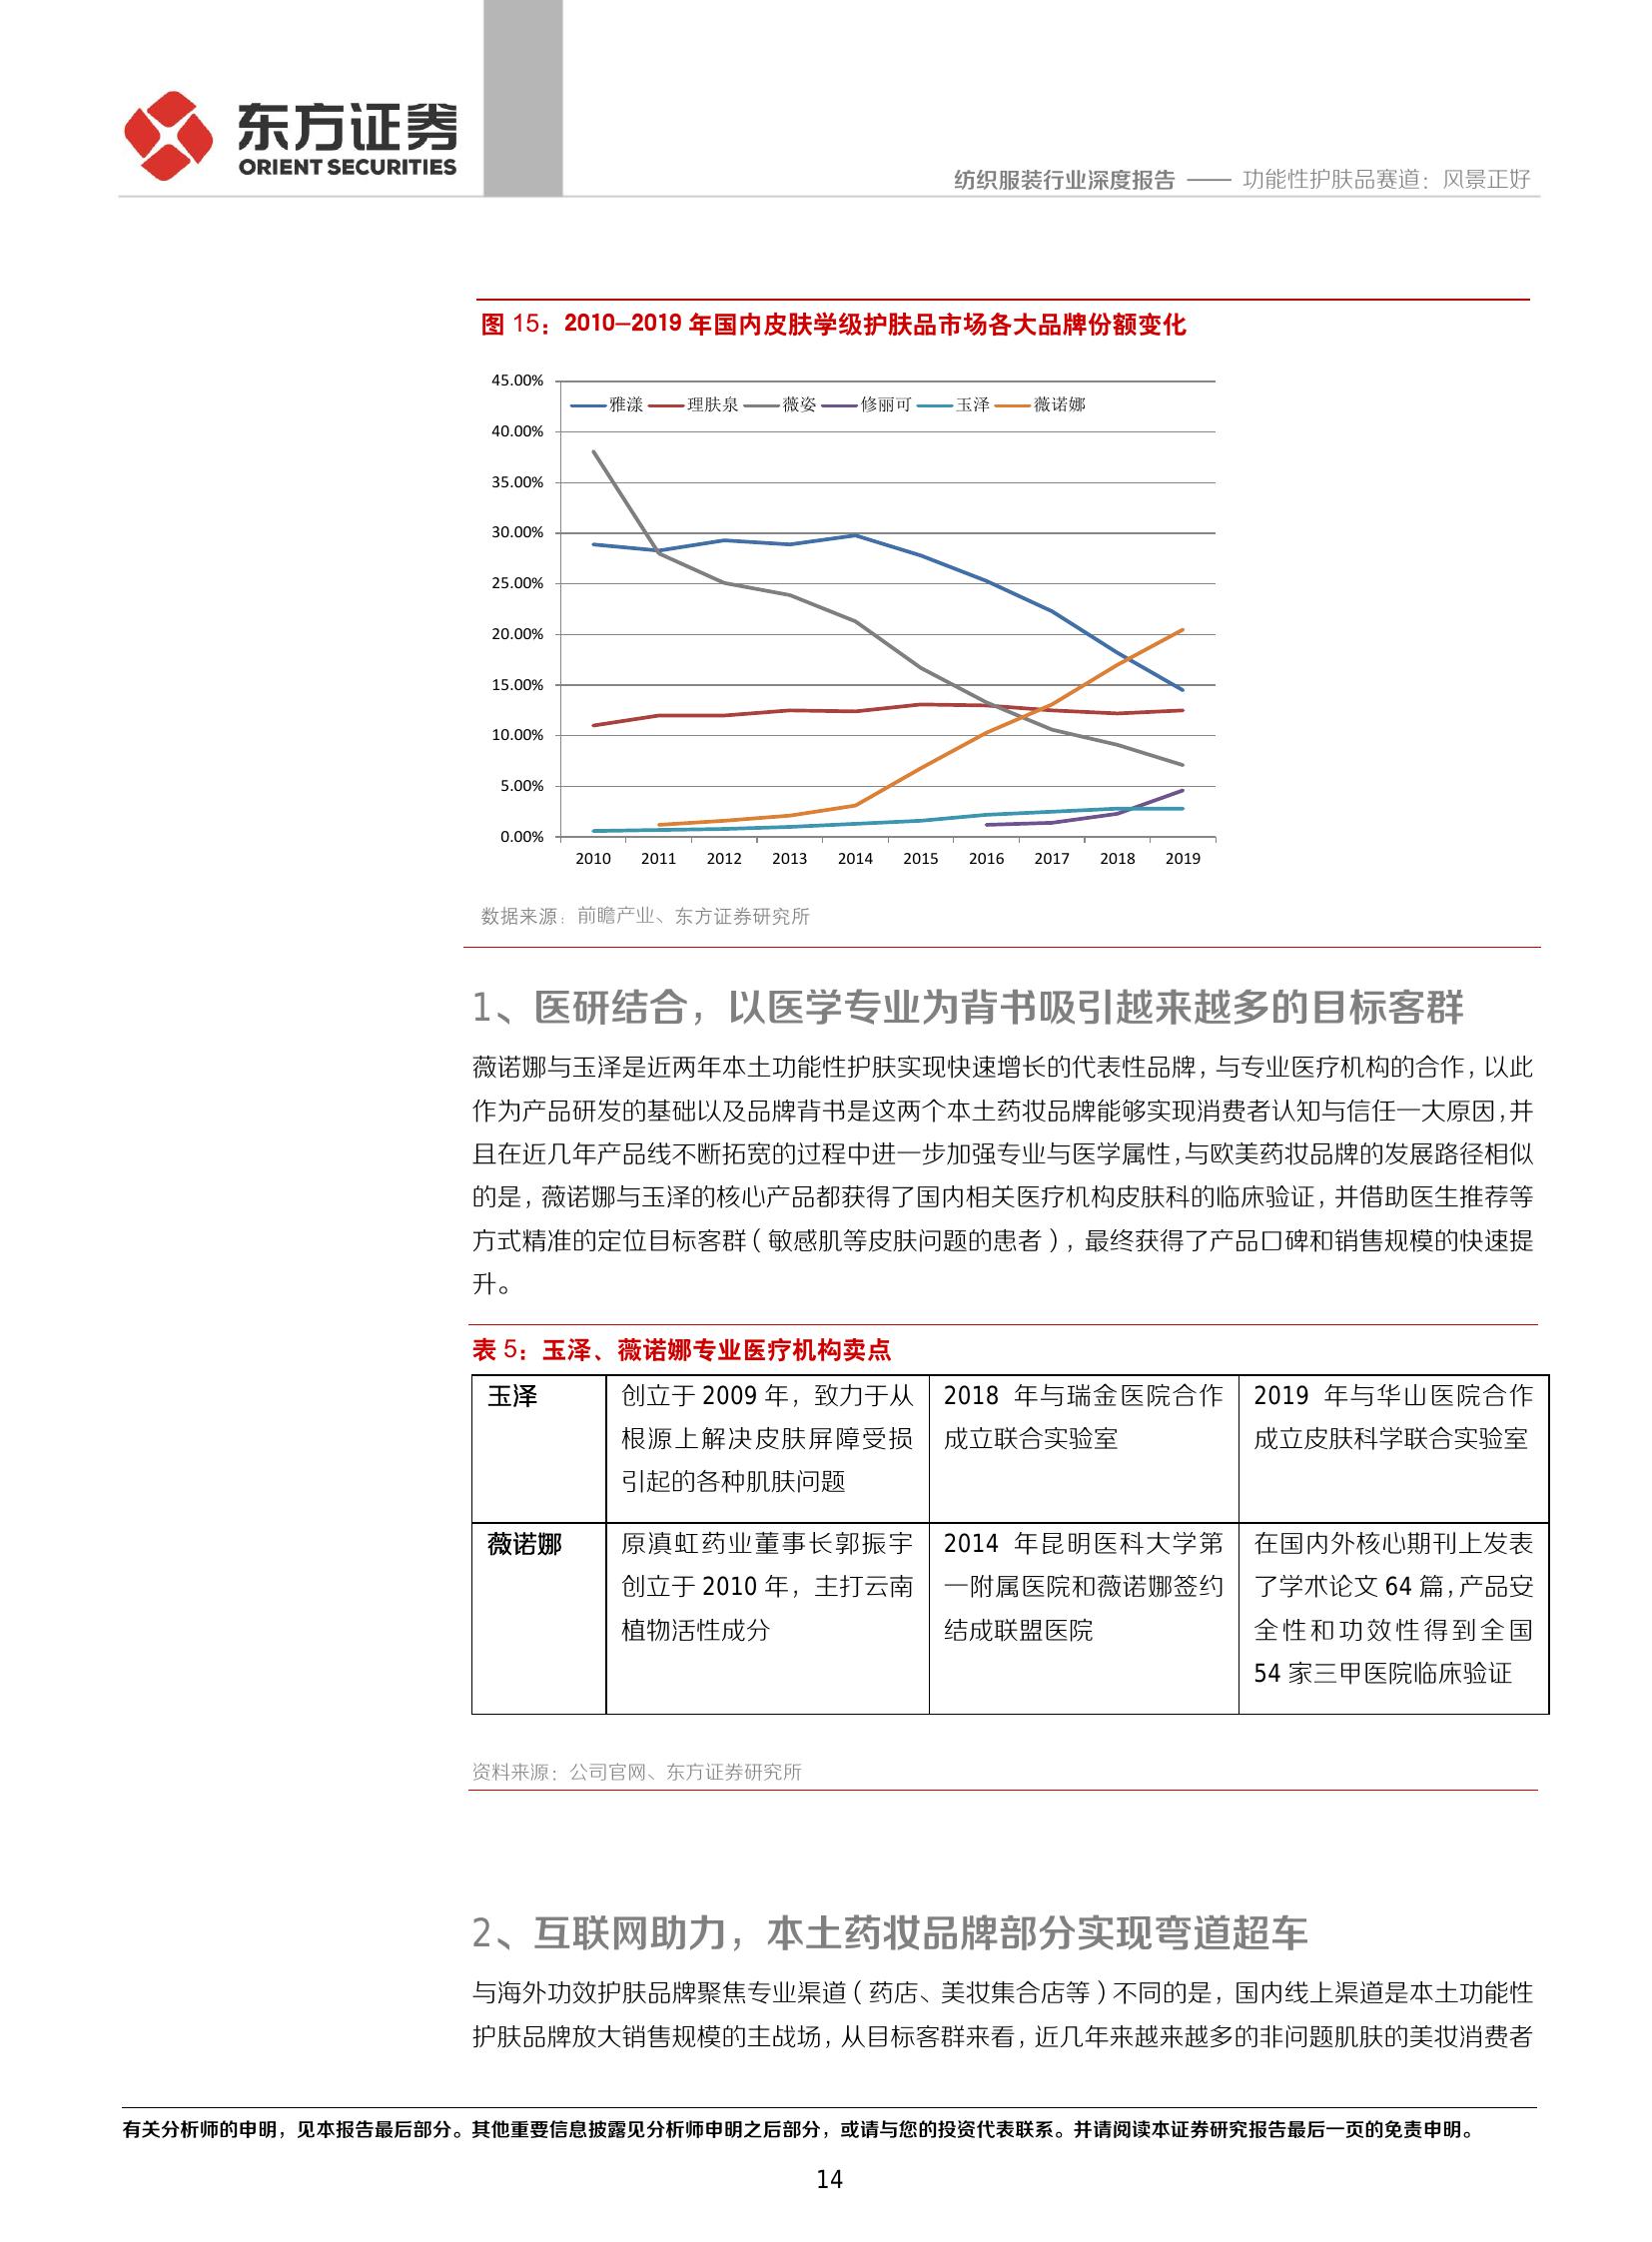 东方证券
ORIENT SECURITIES
纺织服装行业深度报告 —— 功能性护肤品赛道：风景正好
图 15：2010–2019 年国内皮肤学级护肤品市场各大品牌份额变化
45.00%
雅漾 理肤泉 薇姿 修丽可 玉泽 薇诺娜
40.00%
35.00%
30.00%
25.00%
20.00%
15.00%
10.00%
5.00%
0.00%
2010 2011 2012 2013 2014 2015 2016 2017 2018 2019
数据来源：前瞻产业、东方证券研究所
1、医研结合，以医学专业为背书吸引越来越多的目标客群
薇诺娜与玉泽是近两年本土功能性护肤实现快速增长的代表性品牌，与专业医疗机构的合作，以此
作为产品研发的基础以及品牌背书是这两个本土药妆品牌能够实现消费者认知与信任一大原因，并
且在近几年产品线不断拓宽的过程中进一步加强专业与医学属性，与欧美药妆品牌的发展路径相似
的是，薇诺娜与玉泽的核心产品都获得了国内相关医疗机构皮肤科的临床验证，并借助医生推荐等
方式精准的定位目标客群（敏感肌等皮肤问题的患者），最终获得了产品口碑和销售规模的快速提
升。
表 5：玉泽、薇诺娜专业医疗机构卖点
玉泽
创立于 2009 年，致力于从
根源上解决皮肤屏障受损
引起的各种肌肤问题
2018 年与瑞金医院合作
成立联合实验室
2019 年与华山医院合作
成立皮肤科学联合实验室
薇诺娜
原滇虹药业董事长郭振宇
创立于 2010 年，主打云南
植物活性成分
2014 年昆明医科大学第
一附属医院和薇诺娜签约
结成联盟医院
在国内外核心期刊上发表
了学术论文 64 篇，产品安
全性和功效性得到全国
54 家三甲医院临床验证
资料来源：公司官网、东方证券研究所
2、互联网助力，本土药妆品牌部分实现弯道超车
与海外功效护肤品牌聚焦专业渠道（药店、美妆集合店等）不同的是，国内线上渠道是本土功能性
护肤品牌放大销售规模的主战场，从目标客群来看，近几年来越来越多的非问题肌肤的美妆消费者
有关分析师的申明，见本报告最后部分。其他重要信息披露见分析师申明之后部分，或请与您的投资代表联系。并请阅读本证券研究报告最后一页的免责申明。
14